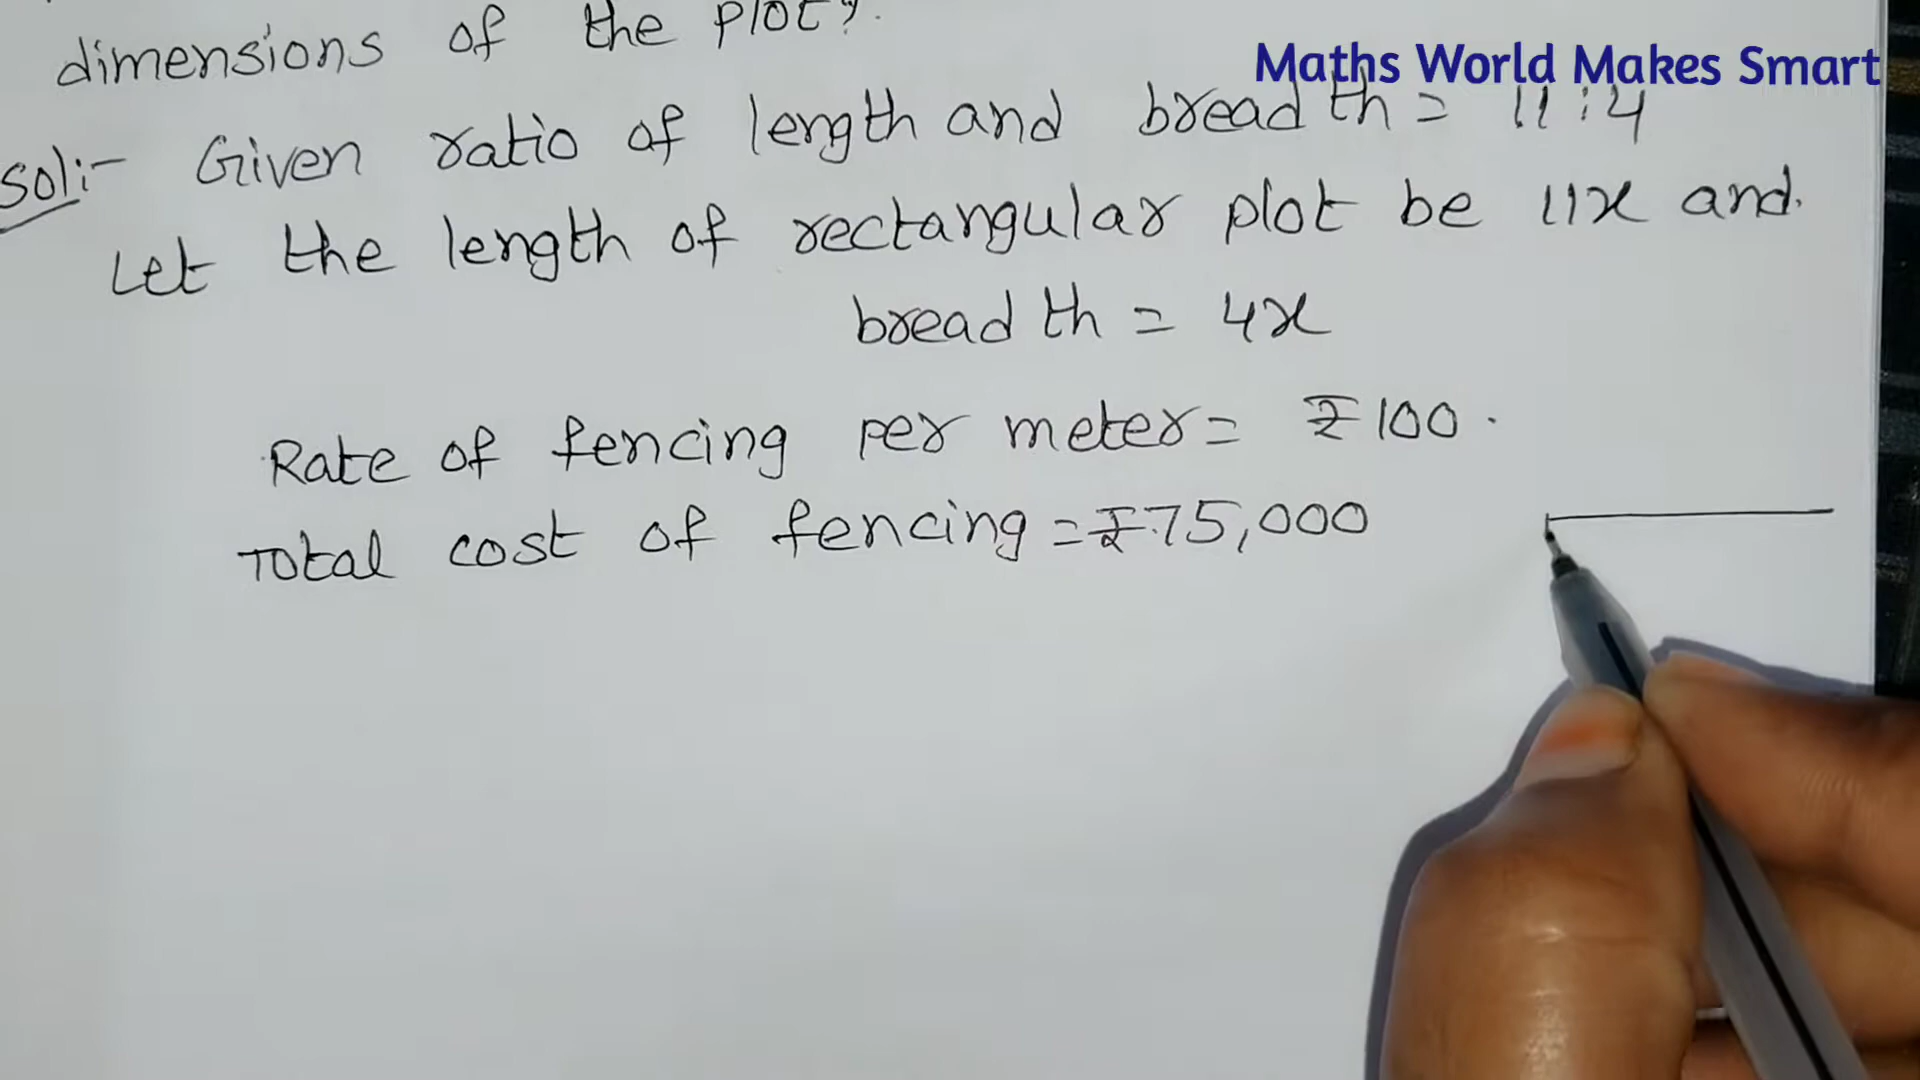 dimensions of the plot?
Maths World Makes Smart
Sol:- Given ratio of length and breadth = 11:4
Let the length of rectangular plot be 11x and.
breadth = 4x
Rate of fencing per meter = ₹100.
Total cost of fencing = ₹75,000